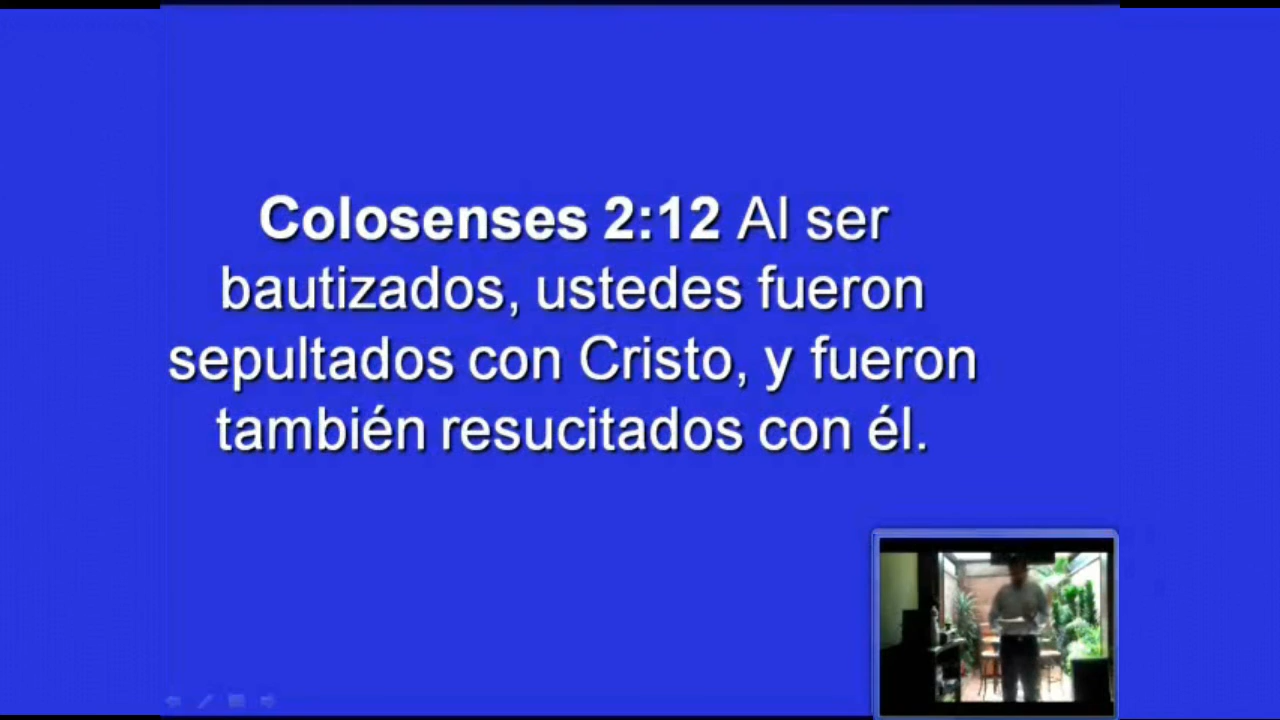 Colosenses 2:12 Al ser
bautizados, ustedes fueron
sepultados con Cristo, y fueron
también resucitados con él.